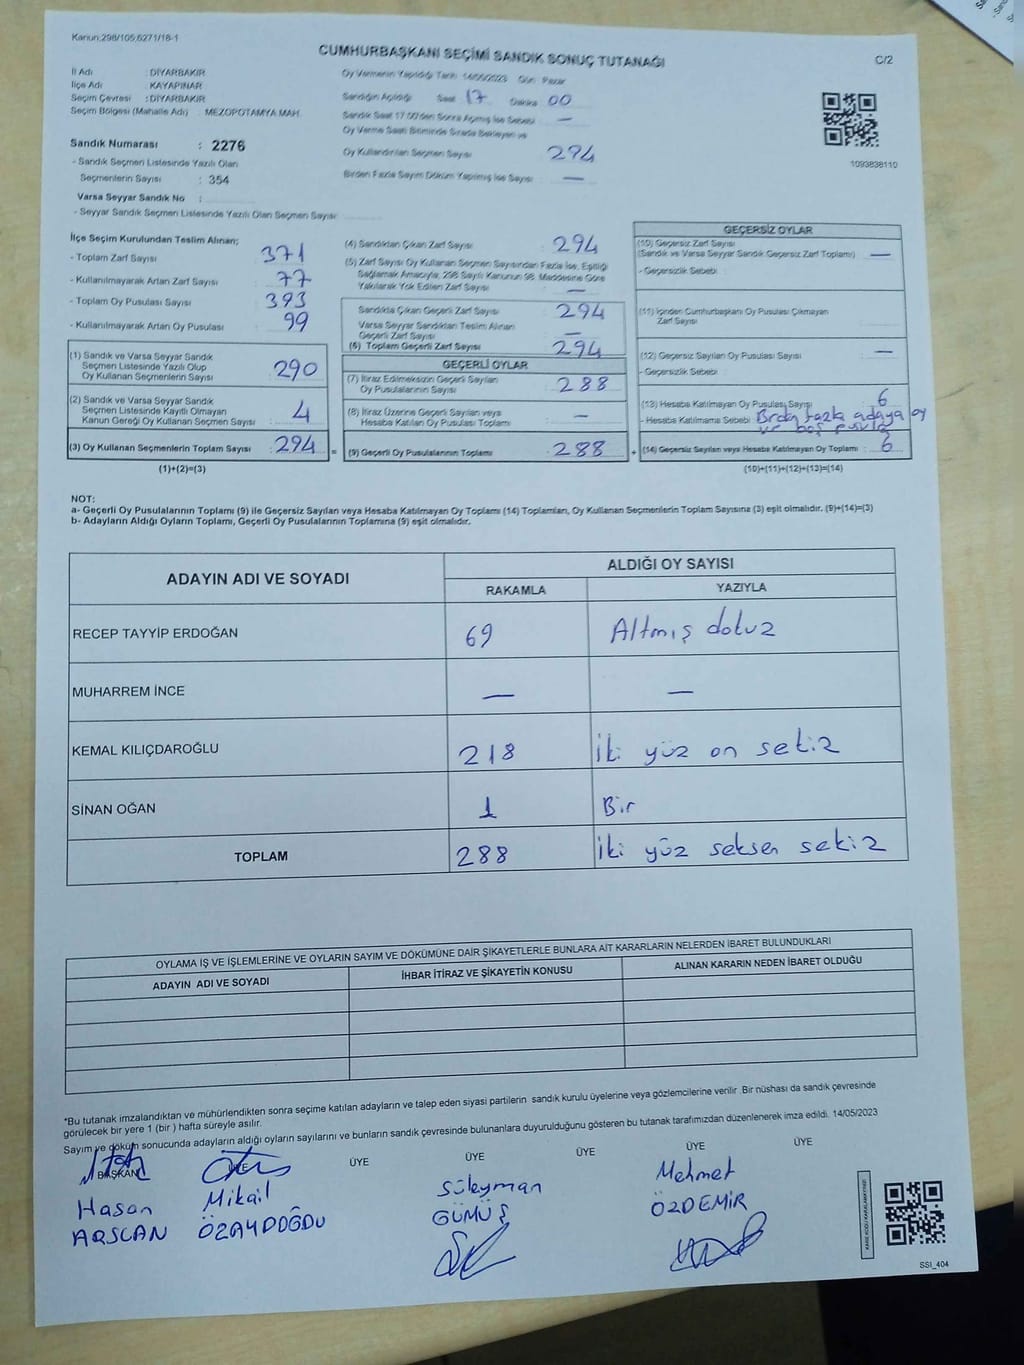 Kanun:298/105,6271/18-1
CUMHURBAŞKANI SEÇİMİ SANDIK SONUÇ TUTANAĞI
C/2
İl Adı : DİYARBAKIR
İlçe Adı : KAYAPINAR
Seçim Çevresi : DİYARBAKIR
Seçim Bölgesi (Mahalle Adı) : MEZOPOTAMYA MAH.
Sandık Numarası : 2276
- Sandık Seçmen Listesinde Yazılı Olan
Seçmenlerin Sayısı : 354
Varsa Seyyar Sandık No :
- Seyyar Sandık Seçmen Listesinde Yazılı Olan Seçmen Sayısı
Oy Vermenin Yapıldığı Tarih 14/05/2023 Gün Pazar
Sandığın Açıldığı Saat 17 Dakika 00
Sandık Saat 17.00'den Sonra Açılmış İse Sebebi —
Oy Verme Saati Bitiminde Sırada Bekleyen ve
Oy Kullandırılan Seçmen Sayısı 294
Birden Fazla Sayım Döküm Yapılmış İse Sayısı —
1093838110
İlçe Seçim Kurulundan Teslim Alınan;
- Toplam Zarf Sayısı 371
- Kullanılmayarak Artan Zarf Sayısı 77
- Toplam Oy Pusulası Sayısı 393
- Kullanılmayarak Artan Oy Pusulası 99
(1) Sandık ve Varsa Seyyar Sandık
Seçmen Listesinde Yazılı Olup
Oy Kullanan Seçmenlerin Sayısı 290
(2) Sandık ve Varsa Seyyar Sandık
Seçmen Listesinde Kayıtlı Olmayan
Kanun Gereği Oy Kullanan Seçmen Sayısı 4
(3) Oy Kullanan Seçmenlerin Toplam Sayısı 294 =
(1)+(2)=(3)
(4) Sandıktan Çıkan Zarf Sayısı 294
(5) Zarf Sayısı Oy Kullanan Seçmen Sayısından Fazla İse, Eşitliği
Sağlamak Amacıyla, 298 Sayılı Kanunun 98. Maddesine Göre
Yakılarak Yok Edilen Zarf Sayısı —
Sandıkta Çıkan Geçerli Zarf Sayısı 294
Varsa Seyyar Sandıktan Teslim Alınan
Geçerli Zarf Sayısı —
(6) Toplam Geçerli Zarf Sayısı 294
GEÇERLİ OYLAR
(7) İtiraz Edilmeksizin Geçerli Sayılan
Oy Pusulalarının Sayısı 288
(8) İtiraz Üzerine Geçerli Sayılan veya
Hesaba Katılan Oy Pusulası Toplamı —
(9) Geçerli Oy Pusulalarının Toplamı 288 +
GEÇERSİZ OYLAR
(10) Geçersiz Zarf Sayısı
(Sandık ve Varsa Seyyar Sandık Geçersiz Zarf Toplamı) —
- Geçersizlik Sebebi
(11) İçinden Cumhurbaşkanı Oy Pusulası Çıkmayan
Zarf Sayısı
(12) Geçersiz Sayılan Oy Pusulası Sayısı —
- Geçersizlik Sebebi
(13) Hesaba Katılmayan Oy Pusulası Sayısı 6
- Hesaba Katılmama Sebebi Birden fazla adaya oy
ve boş pusula
(14) Geçersiz Sayılan veya Hesaba Katılmayan Oy Toplamı : 6
(10)+(11)+(12)+(13)=(14)
NOT:
a- Geçerli Oy Pusulalarının Toplamı (9) ile Geçersiz Sayılan veya Hesaba Katılmayan Oy Toplamı (14) Toplamları, Oy Kullanan Seçmenlerin Toplam Sayısına (3) eşit olmalıdır. (9)+(14)=(3)
b- Adayların Aldığı Oyların Toplamı, Geçerli Oy Pusulalarının Toplamına (9) eşit olmalıdır.
ADAYIN ADI VE SOYADI
ALDIĞI OY SAYISI
RAKAMLA YAZIYLA
RECEP TAYYİP ERDOĞAN 69 Altmış dokuz
MUHARREM İNCE — —
KEMAL KILIÇDAROĞLU 218 İki yüz on sekiz
SİNAN OĞAN 1 Bir
TOPLAM 288 İki yüz seksen sekiz
OYLAMA İŞ VE İŞLEMLERİNE VE OYLARIN SAYIM VE DÖKÜMÜNE DAİR ŞİKAYETLERLE BUNLARA AİT KARARLARIN NELERDEN İBARET BULUNDUKLARI
ADAYIN ADI VE SOYADI İHBAR İTİRAZ VE ŞİKAYETİN KONUSU ALINAN KARARIN NEDEN İBARET OLDUĞU
*Bu tutanak imzalandıktan ve mühürlendikten sonra seçime katılan adayların ve talep eden siyasi partilerin sandık kurulu üyelerine veya gözlemcilerine verilir .Bir nüshası da sandık çevresinde
görülecek bir yere 1 (bir ) hafta süreyle asılır.
Sayım ve döküm sonucunda adayların aldığı oyların sayılarını ve bunların sandık çevresinde bulunanlara duyurulduğunu gösteren bu tutanak tarafımızdan düzenlenerek imza edildi. 14/05/2023
BAŞKAN ÜYE ÜYE ÜYE ÜYE ÜYE ÜYE
Hasan Mikail Süleyman Mehmet
ARSLAN ÖZAYDOĞDU GÜMÜŞ ÖZDEMİR
SSI_404